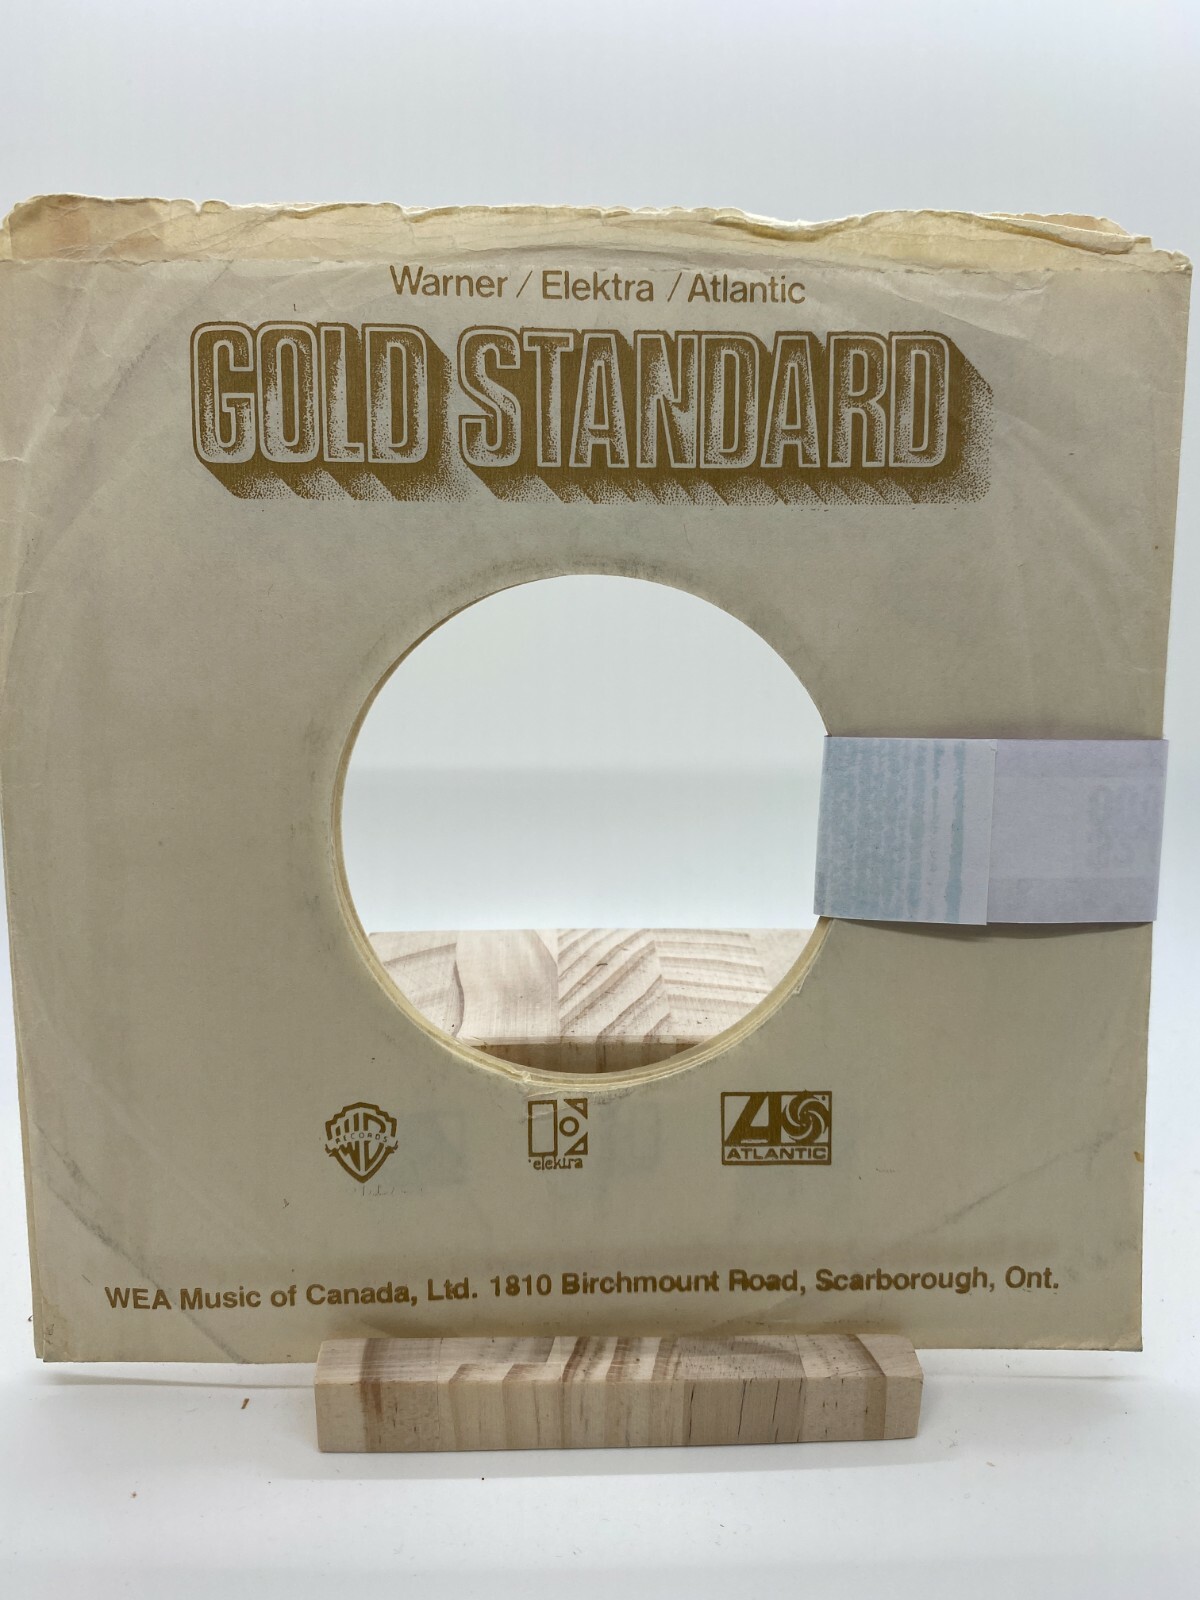 Warner / Elektra / Atlantic
GOLD STANDARD
RECORDS
elektra
ATLANTIC
WEA Music of Canada, Ltd. 1810 Birchmount Road, Scarborough, Ont.